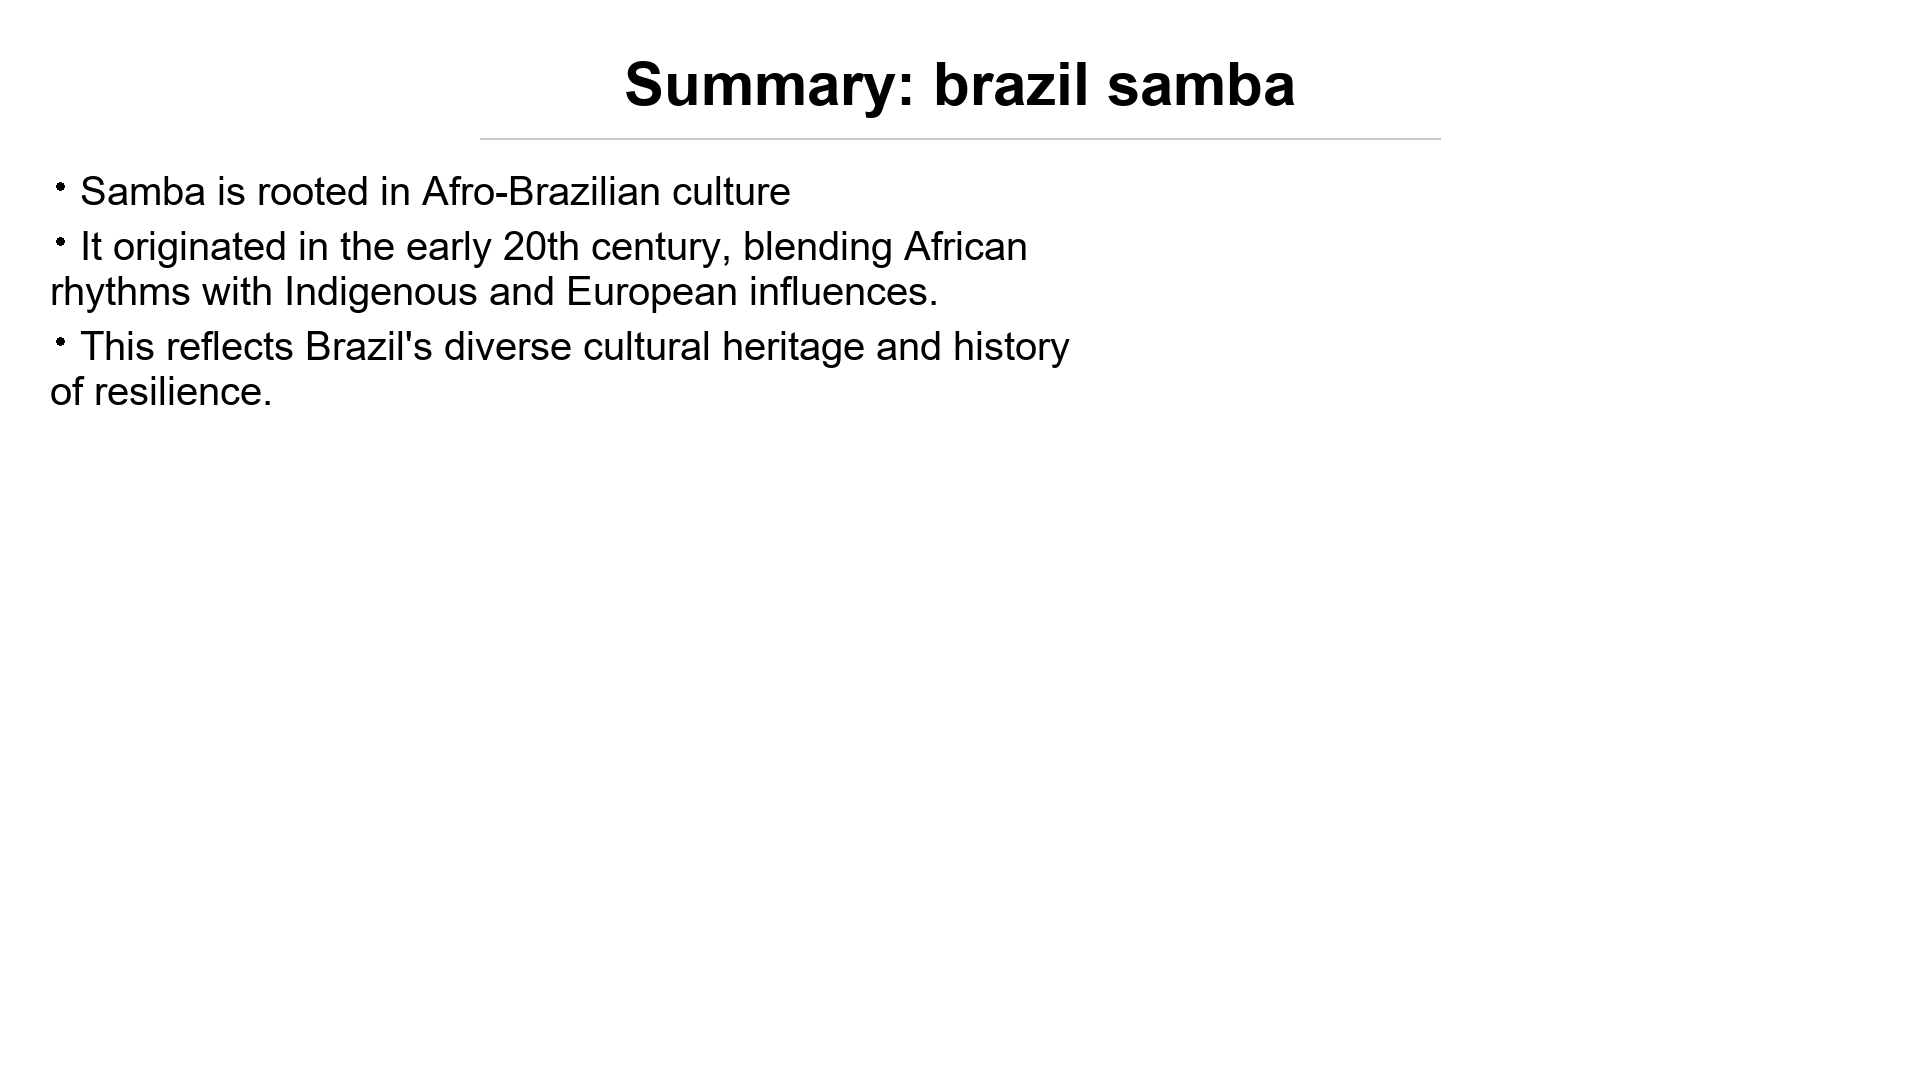 Summary: brazil samba
• Samba is rooted in Afro-Brazilian culture
• It originated in the early 20th century, blending African
rhythms with Indigenous and European influences.
• This reflects Brazil's diverse cultural heritage and history
of resilience.